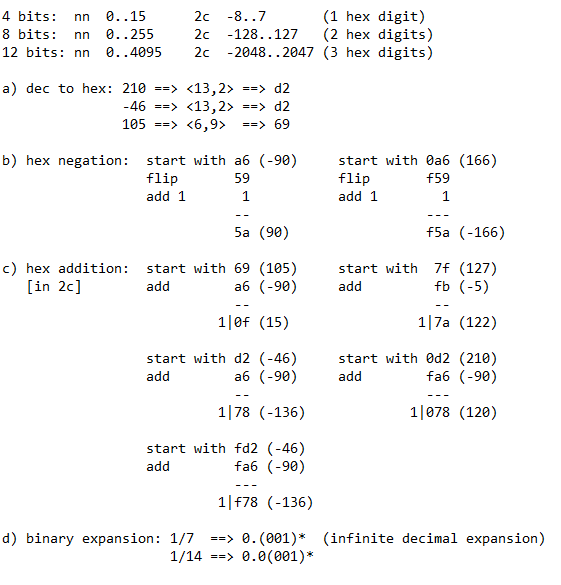 4 bits:  nn  0..15      2c  -8..7       (1 hex digit)
8 bits:  nn  0..255     2c  -128..127   (2 hex digits)
12 bits: nn  0..4095    2c  -2048..2047 (3 hex digits)
a) dec to hex: 210 ==> <13,2> ==> d2
               -46 ==> <13,2> ==> d2
               105 ==> <6,9>  ==> 69
b) hex negation:  start with a6 (-90)     start with 0a6 (166)
                  flip       59           flip       f59
                  add 1       1           add 1        1
                             --                      ---
                             5a (90)                 f5a (-166)
c) hex addition:  start with 69 (105)     start with  7f (127)
   [in 2c]        add        a6 (-90)     add         fb (-5)
                             --                       --
                           1|0f (15)                1|7a (122)
                  start with d2 (-46)     start with 0d2 (210)
                  add        a6 (-90)     add        fa6 (-90)
                             --                      ---
                           1|78 (-136)             1|078 (120)
                  start with fd2 (-46)
                  add        fa6 (-90)
                             ---
                           1|f78 (-136)
d) binary expansion: 1/7  ==> 0.(001)*  (infinite decimal expansion)
                     1/14 ==> 0.0(001)*